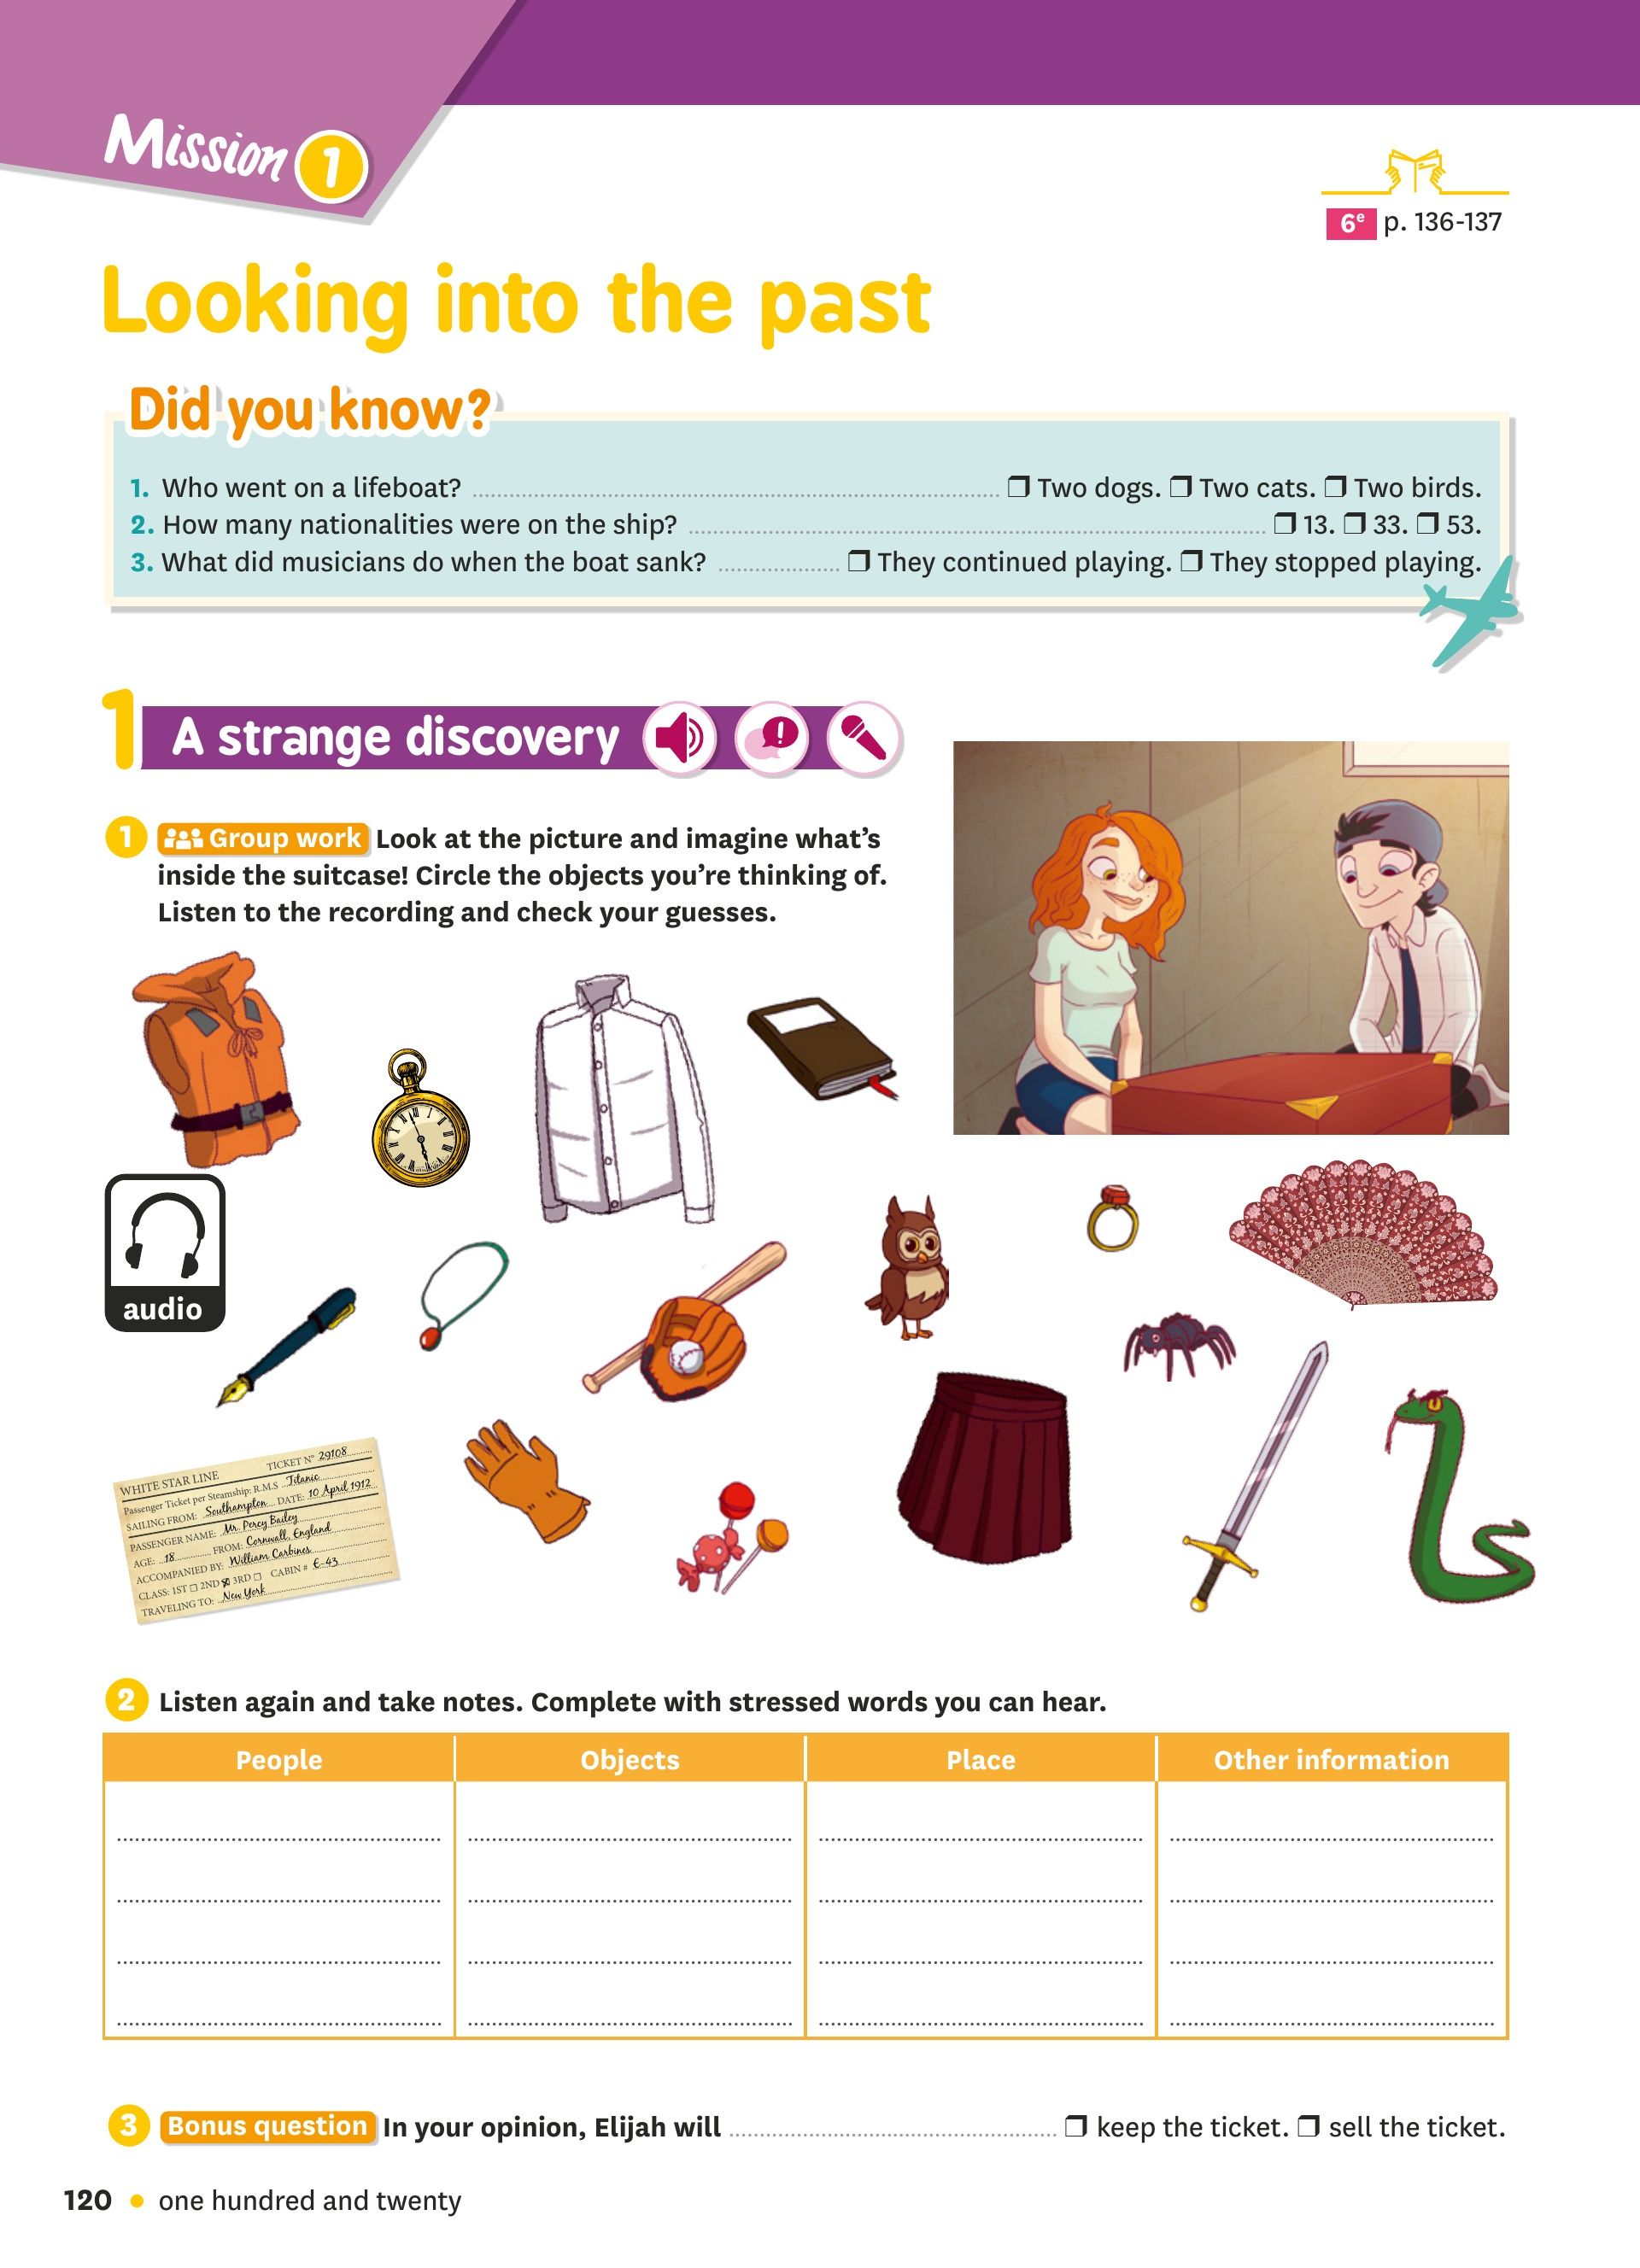 Mission 1
6e p. 136-137
Looking into the past
Did you know?
1. Who went on a lifeboat? ❒ Two dogs. ❒ Two cats. ❒ Two birds.
2. How many nationalities were on the ship? ❒ 13. ❒ 33. ❒ 53.
3. What did musicians do when the boat sank? ❒ They continued playing. ❒ They stopped playing.
1 A strange discovery
1 Group work Look at the picture and imagine what's
inside the suitcase! Circle the objects you're thinking of.
Listen to the recording and check your guesses.
audio
WHITE STAR LINE TICKET N° 29108
Passenger Ticket per Steamship: R.M.S Titanic
SAILING FROM: Southampton DATE: 10 April 1912
PASSENGER NAME: Mr. Percy Bailey
AGE: 18 FROM: Cornwall, England
ACCOMPANIED BY: William Carbines
CLASS: 1ST ☐ 2ND ☒ 3RD ☐ CABIN # E-43
TRAVELING TO: New York
2 Listen again and take notes. Complete with stressed words you can hear.
People Objects Place Other information
3 Bonus question In your opinion, Elijah will ❒ keep the ticket. ❒ sell the ticket.
120 • one hundred and twenty